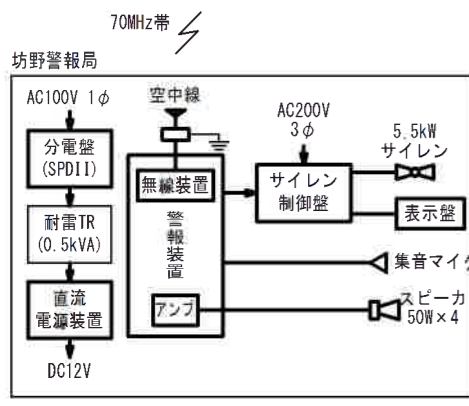 70MHz帯
坊野警報局
AC100V 1φ
空中線
AC200V
3φ
5.5kW
サイレン
分電盤
(SPDII)
無線装置
サイレン
制御盤
表示盤
耐雷TR
(0.5kVA)
警報装置
集音マイク
直流
電源装置
アンプ
スピーカ
50W×4
DC12V